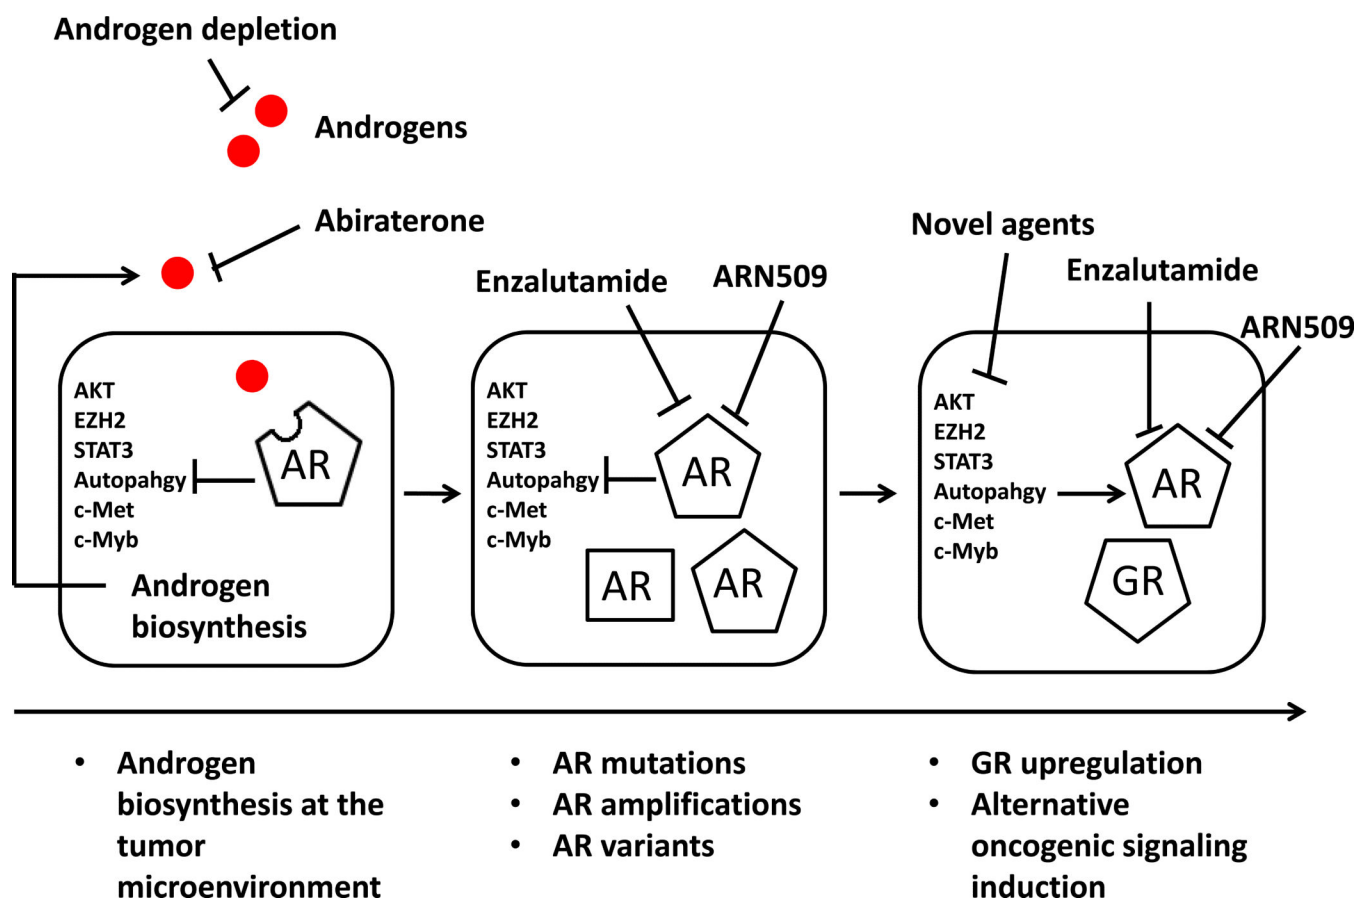 Androgen depletion
Androgens
Abiraterone
AKT
EZH2
STAT3
Autopahgy
c-Met
c-Myb
AR
Androgen
biosynthesis
Enzalutamide
ARN509
AKT
EZH2
STAT3
Autopahgy
c-Met
c-Myb
AR
AR
AR
Novel agents
Enzalutamide
ARN509
AKT
EZH2
STAT3
Autopahgy
c-Met
c-Myb
AR
GR
• Androgen
biosynthesis at the
tumor
microenvironment
• AR mutations
• AR amplifications
• AR variants
• GR upregulation
• Alternative
oncogenic signaling
induction